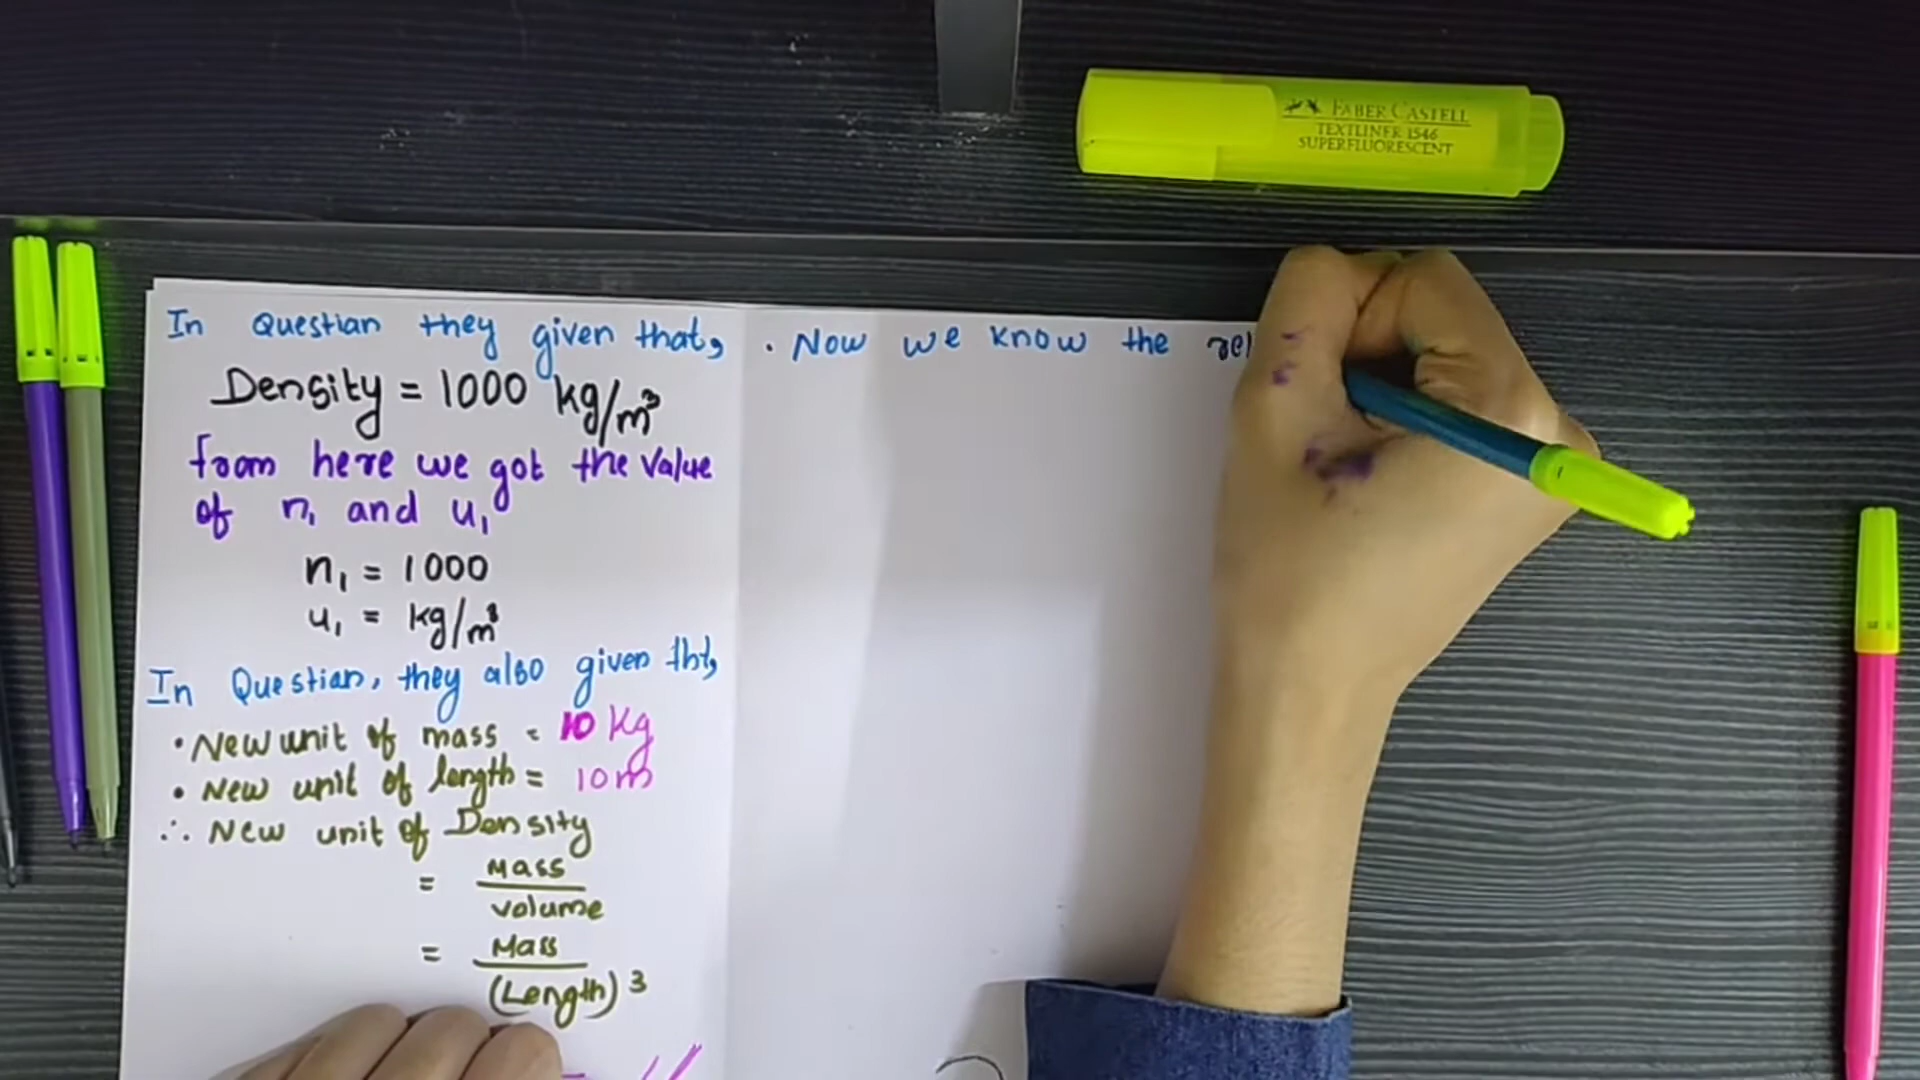 FABER CASTELL
TEXTLINER 1546
SUPERFLUORESCENT
In Question they given that,
Density = 1000 kg/m³
from here we got the value
of n₁ and u₁
n₁ = 1000
u₁ = kg/m³
In Question, they also given tht,
• New unit of mass = 10 Kg
• New unit of length = 10m
∴ New unit of Density
= Mass
volume
= Mass
(Length)³
. Now we know the rel